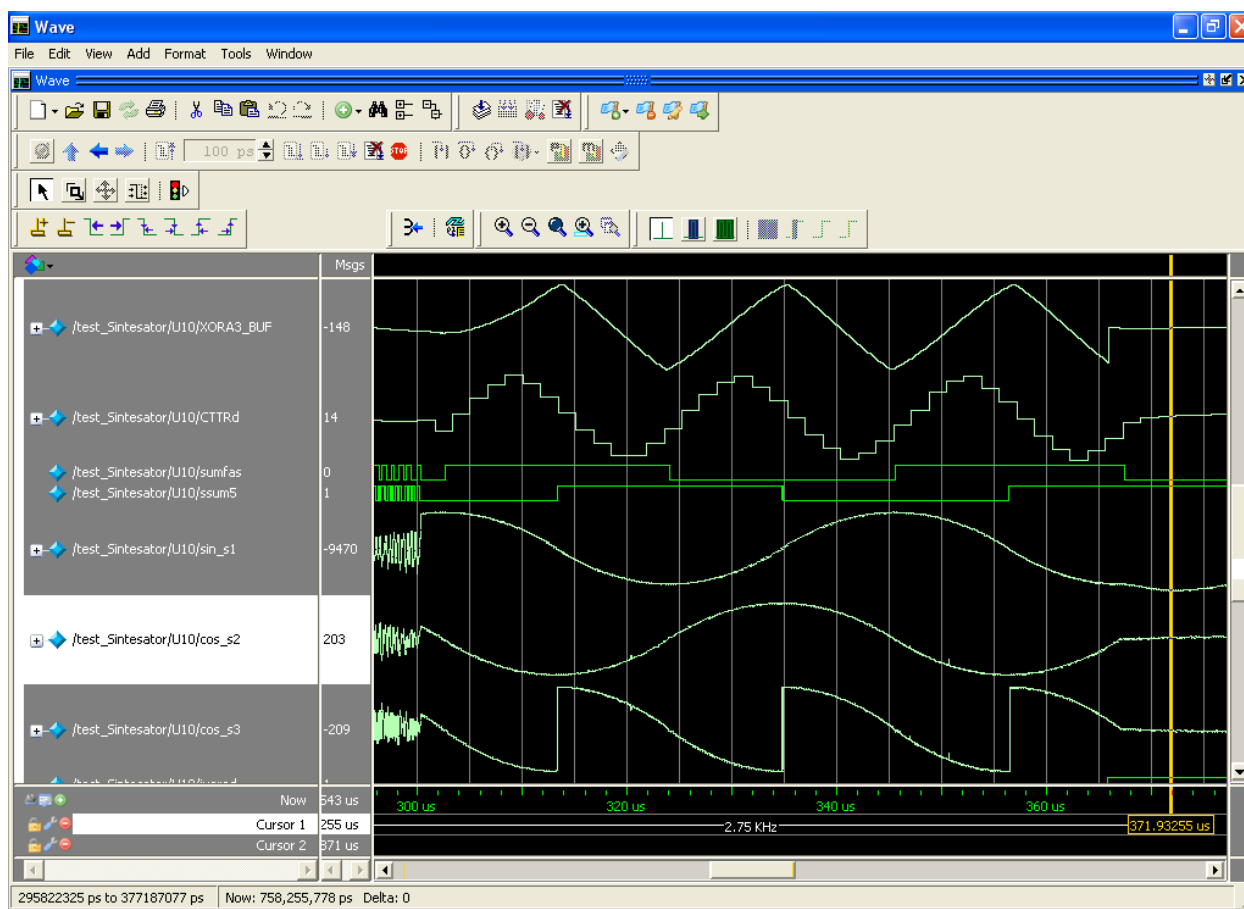 Wave
File Edit View Add Format Tools Window
Wave
100 ps
STOP
Msgs
/test_Sintesator/U10/XORA3_BUF -148
/test_Sintesator/U10/CTTRd 14
/test_Sintesator/U10/sumfas 0
/test_Sintesator/U10/ssum5 1
/test_Sintesator/U10/sin_s1 -9470
/test_Sintesator/U10/cos_s2 203
/test_Sintesator/U10/cos_s3 -209
Now 543 us 300 us 320 us 340 us 360 us
Cursor 1 255 us 2.75 KHz 371.93255 us
Cursor 2 871 us
295822325 ps to 377187077 ps Now: 758,255,778 ps Delta: 0